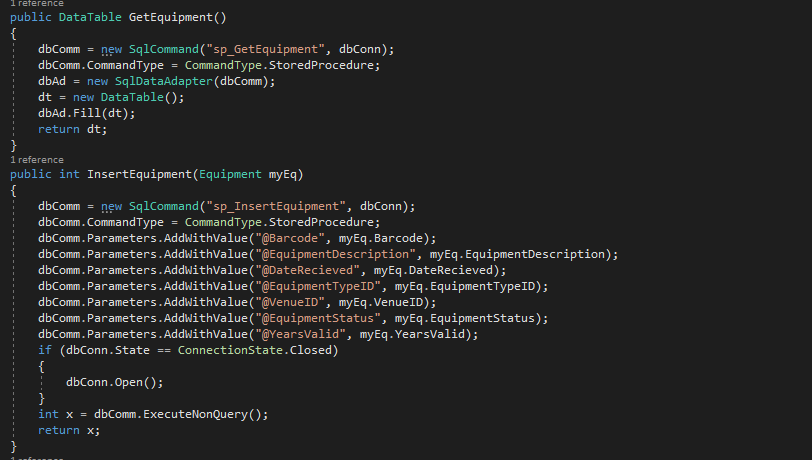 1 reference
public DataTable GetEquipment()
{
dbComm = new SqlCommand("sp_GetEquipment", dbConn);
dbComm.CommandType = CommandType.StoredProcedure;
dbAd = new SqlDataAdapter(dbComm);
dt = new DataTable();
dbAd.Fill(dt);
return dt;
}
1 reference
public int InsertEquipment(Equipment myEq)
{
dbComm = new SqlCommand("sp_InsertEquipment", dbConn);
dbComm.CommandType = CommandType.StoredProcedure;
dbComm.Parameters.AddWithValue("@Barcode", myEq.Barcode);
dbComm.Parameters.AddWithValue("@EquipmentDescription", myEq.EquipmentDescription);
dbComm.Parameters.AddWithValue("@DateRecieved", myEq.DateRecieved);
dbComm.Parameters.AddWithValue("@EquipmentTypeID", myEq.EquipmentTypeID);
dbComm.Parameters.AddWithValue("@VenueID", myEq.VenueID);
dbComm.Parameters.AddWithValue("@EquipmentStatus", myEq.EquipmentStatus);
dbComm.Parameters.AddWithValue("@YearsValid", myEq.YearsValid);
if (dbConn.State == ConnectionState.Closed)
{
dbConn.Open();
}
int x = dbComm.ExecuteNonQuery();
return x;
}